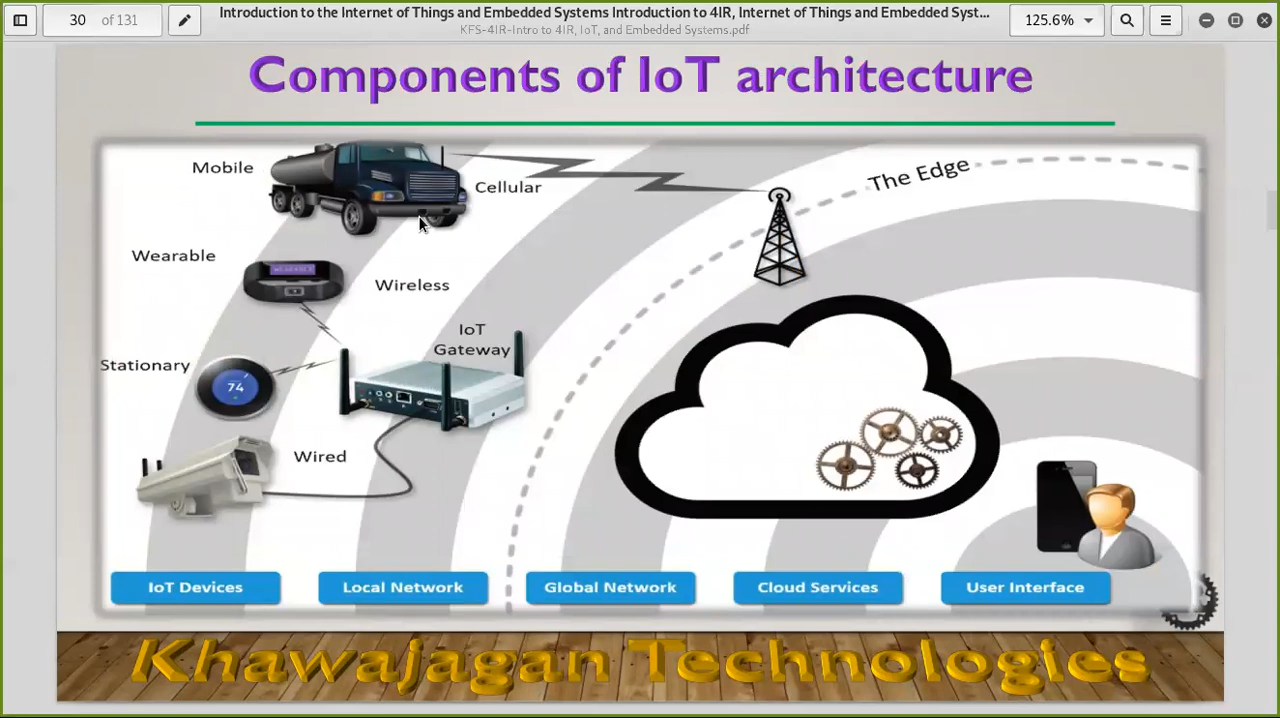 30 of 131
Introduction to the Internet of Things and Embedded Systems Introduction to 4IR, Internet of Things and Embedded Syst...
KFS-4IR-Intro to 4IR, IoT, and Embedded Systems.pdf
125.6%
Components of IoT architecture
Mobile
Cellular
The Edge
Wearable
Wireless
IoT
Gateway
Stationary
74
Wired
IoT Devices
Local Network
Global Network
Cloud Services
User Interface
Khawajagan Technologies